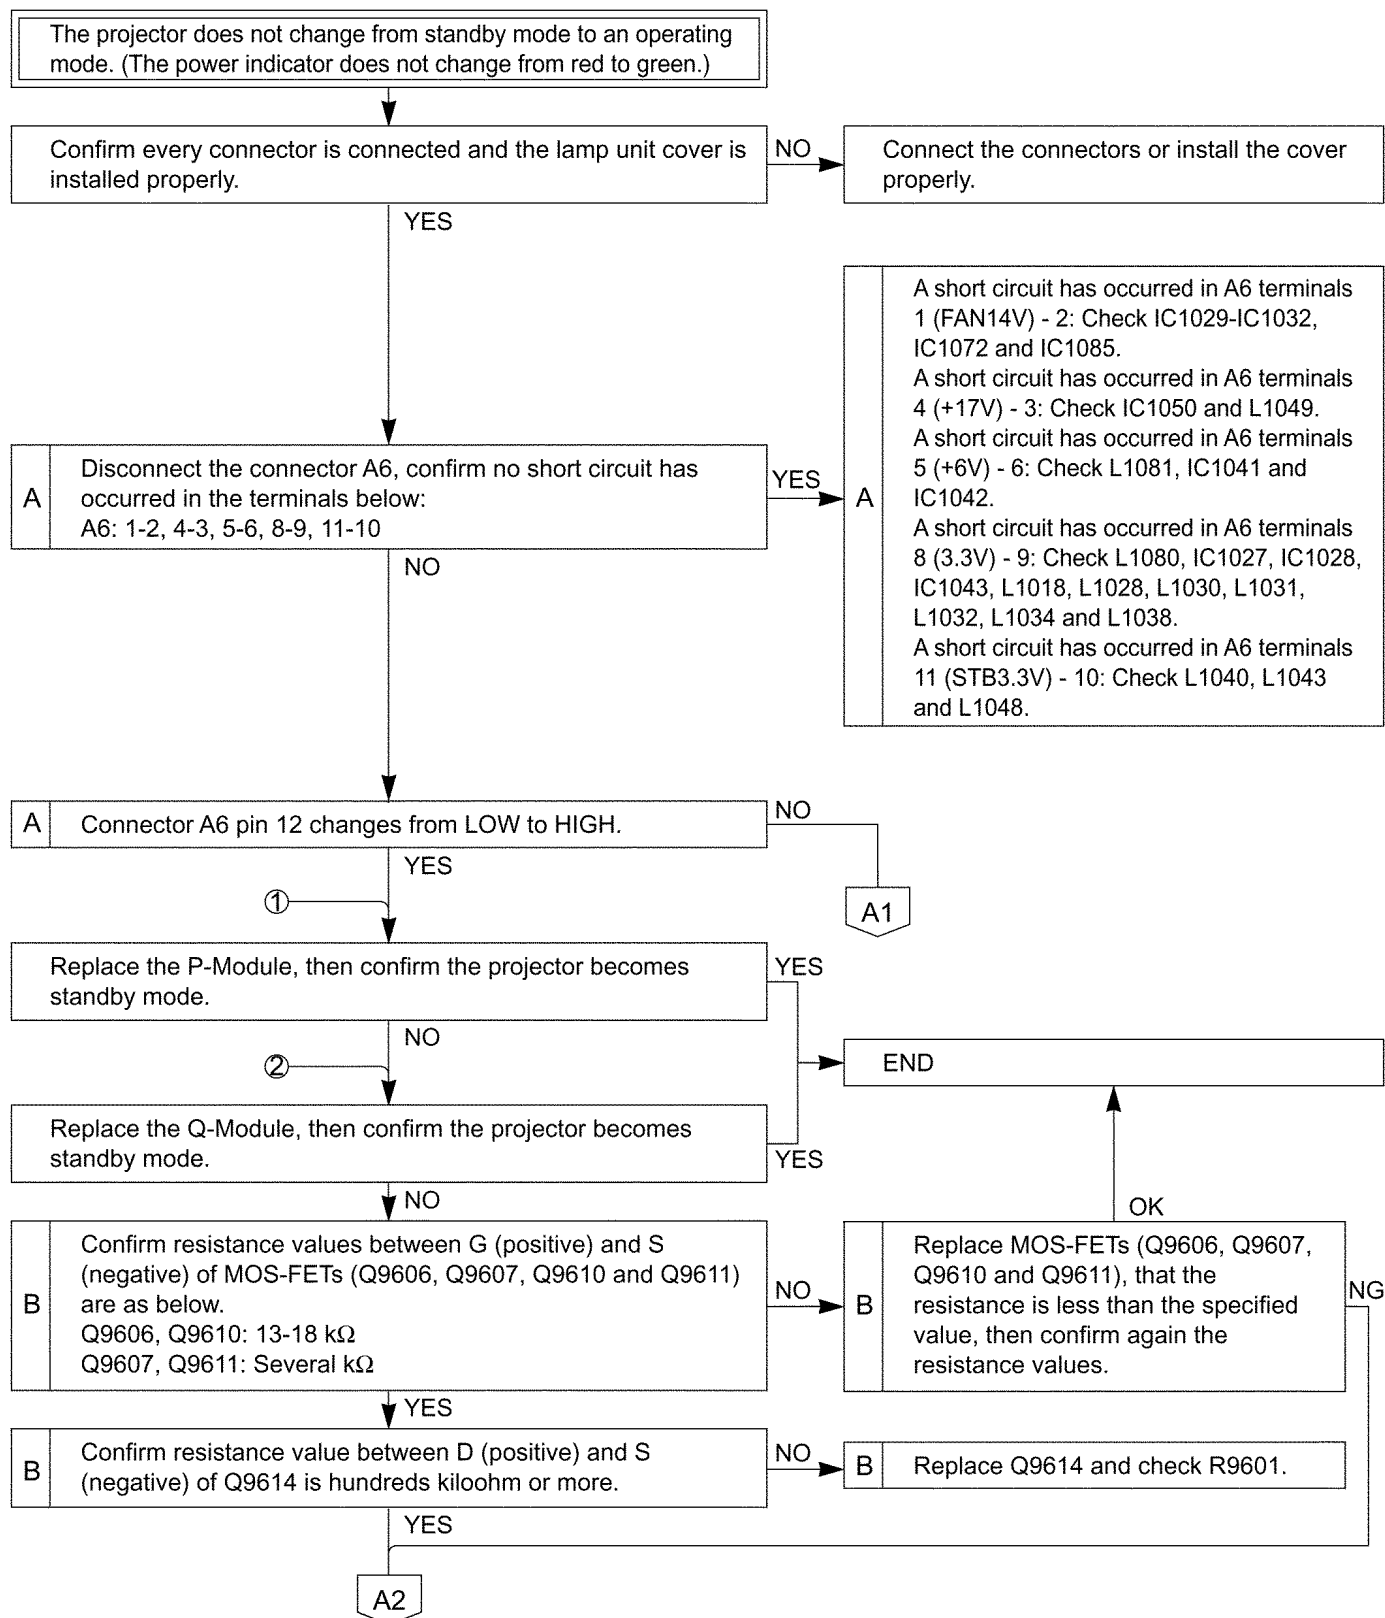 The projector does not change from standby mode to an operating
mode. (The power indicator does not change from red to green.)
Confirm every connector is connected and the lamp unit cover is
installed properly.
NO
Connect the connectors or install the cover
properly.
YES
A
Disconnect the connector A6, confirm no short circuit has
occurred in the terminals below:
A6: 1-2, 4-3, 5-6, 8-9, 11-10
YES
A
A short circuit has occurred in A6 terminals
1 (FAN14V) - 2: Check IC1029-IC1032,
IC1072 and IC1085.
A short circuit has occurred in A6 terminals
4 (+17V) - 3: Check IC1050 and L1049.
A short circuit has occurred in A6 terminals
5 (+6V) - 6: Check L1081, IC1041 and
IC1042.
A short circuit has occurred in A6 terminals
8 (3.3V) - 9: Check L1080, IC1027, IC1028,
IC1043, L1018, L1028, L1030, L1031,
L1032, L1034 and L1038.
A short circuit has occurred in A6 terminals
11 (STB3.3V) - 10: Check L1040, L1043
and L1048.
NO
A
Connector A6 pin 12 changes from LOW to HIGH.
NO
A1
YES
①
Replace the P-Module, then confirm the projector becomes
standby mode.
YES
NO
②
END
Replace the Q-Module, then confirm the projector becomes
standby mode.
YES
NO
B
Confirm resistance values between G (positive) and S
(negative) of MOS-FETs (Q9606, Q9607, Q9610 and Q9611)
are as below.
Q9606, Q9610: 13-18 kΩ
Q9607, Q9611: Several kΩ
NO
OK
B
Replace MOS-FETs (Q9606, Q9607,
Q9610 and Q9611), that the
resistance is less than the specified
value, then confirm again the
resistance values.
NG
YES
B
Confirm resistance value between D (positive) and S
(negative) of Q9614 is hundreds kiloohm or more.
NO
B
Replace Q9614 and check R9601.
YES
A2